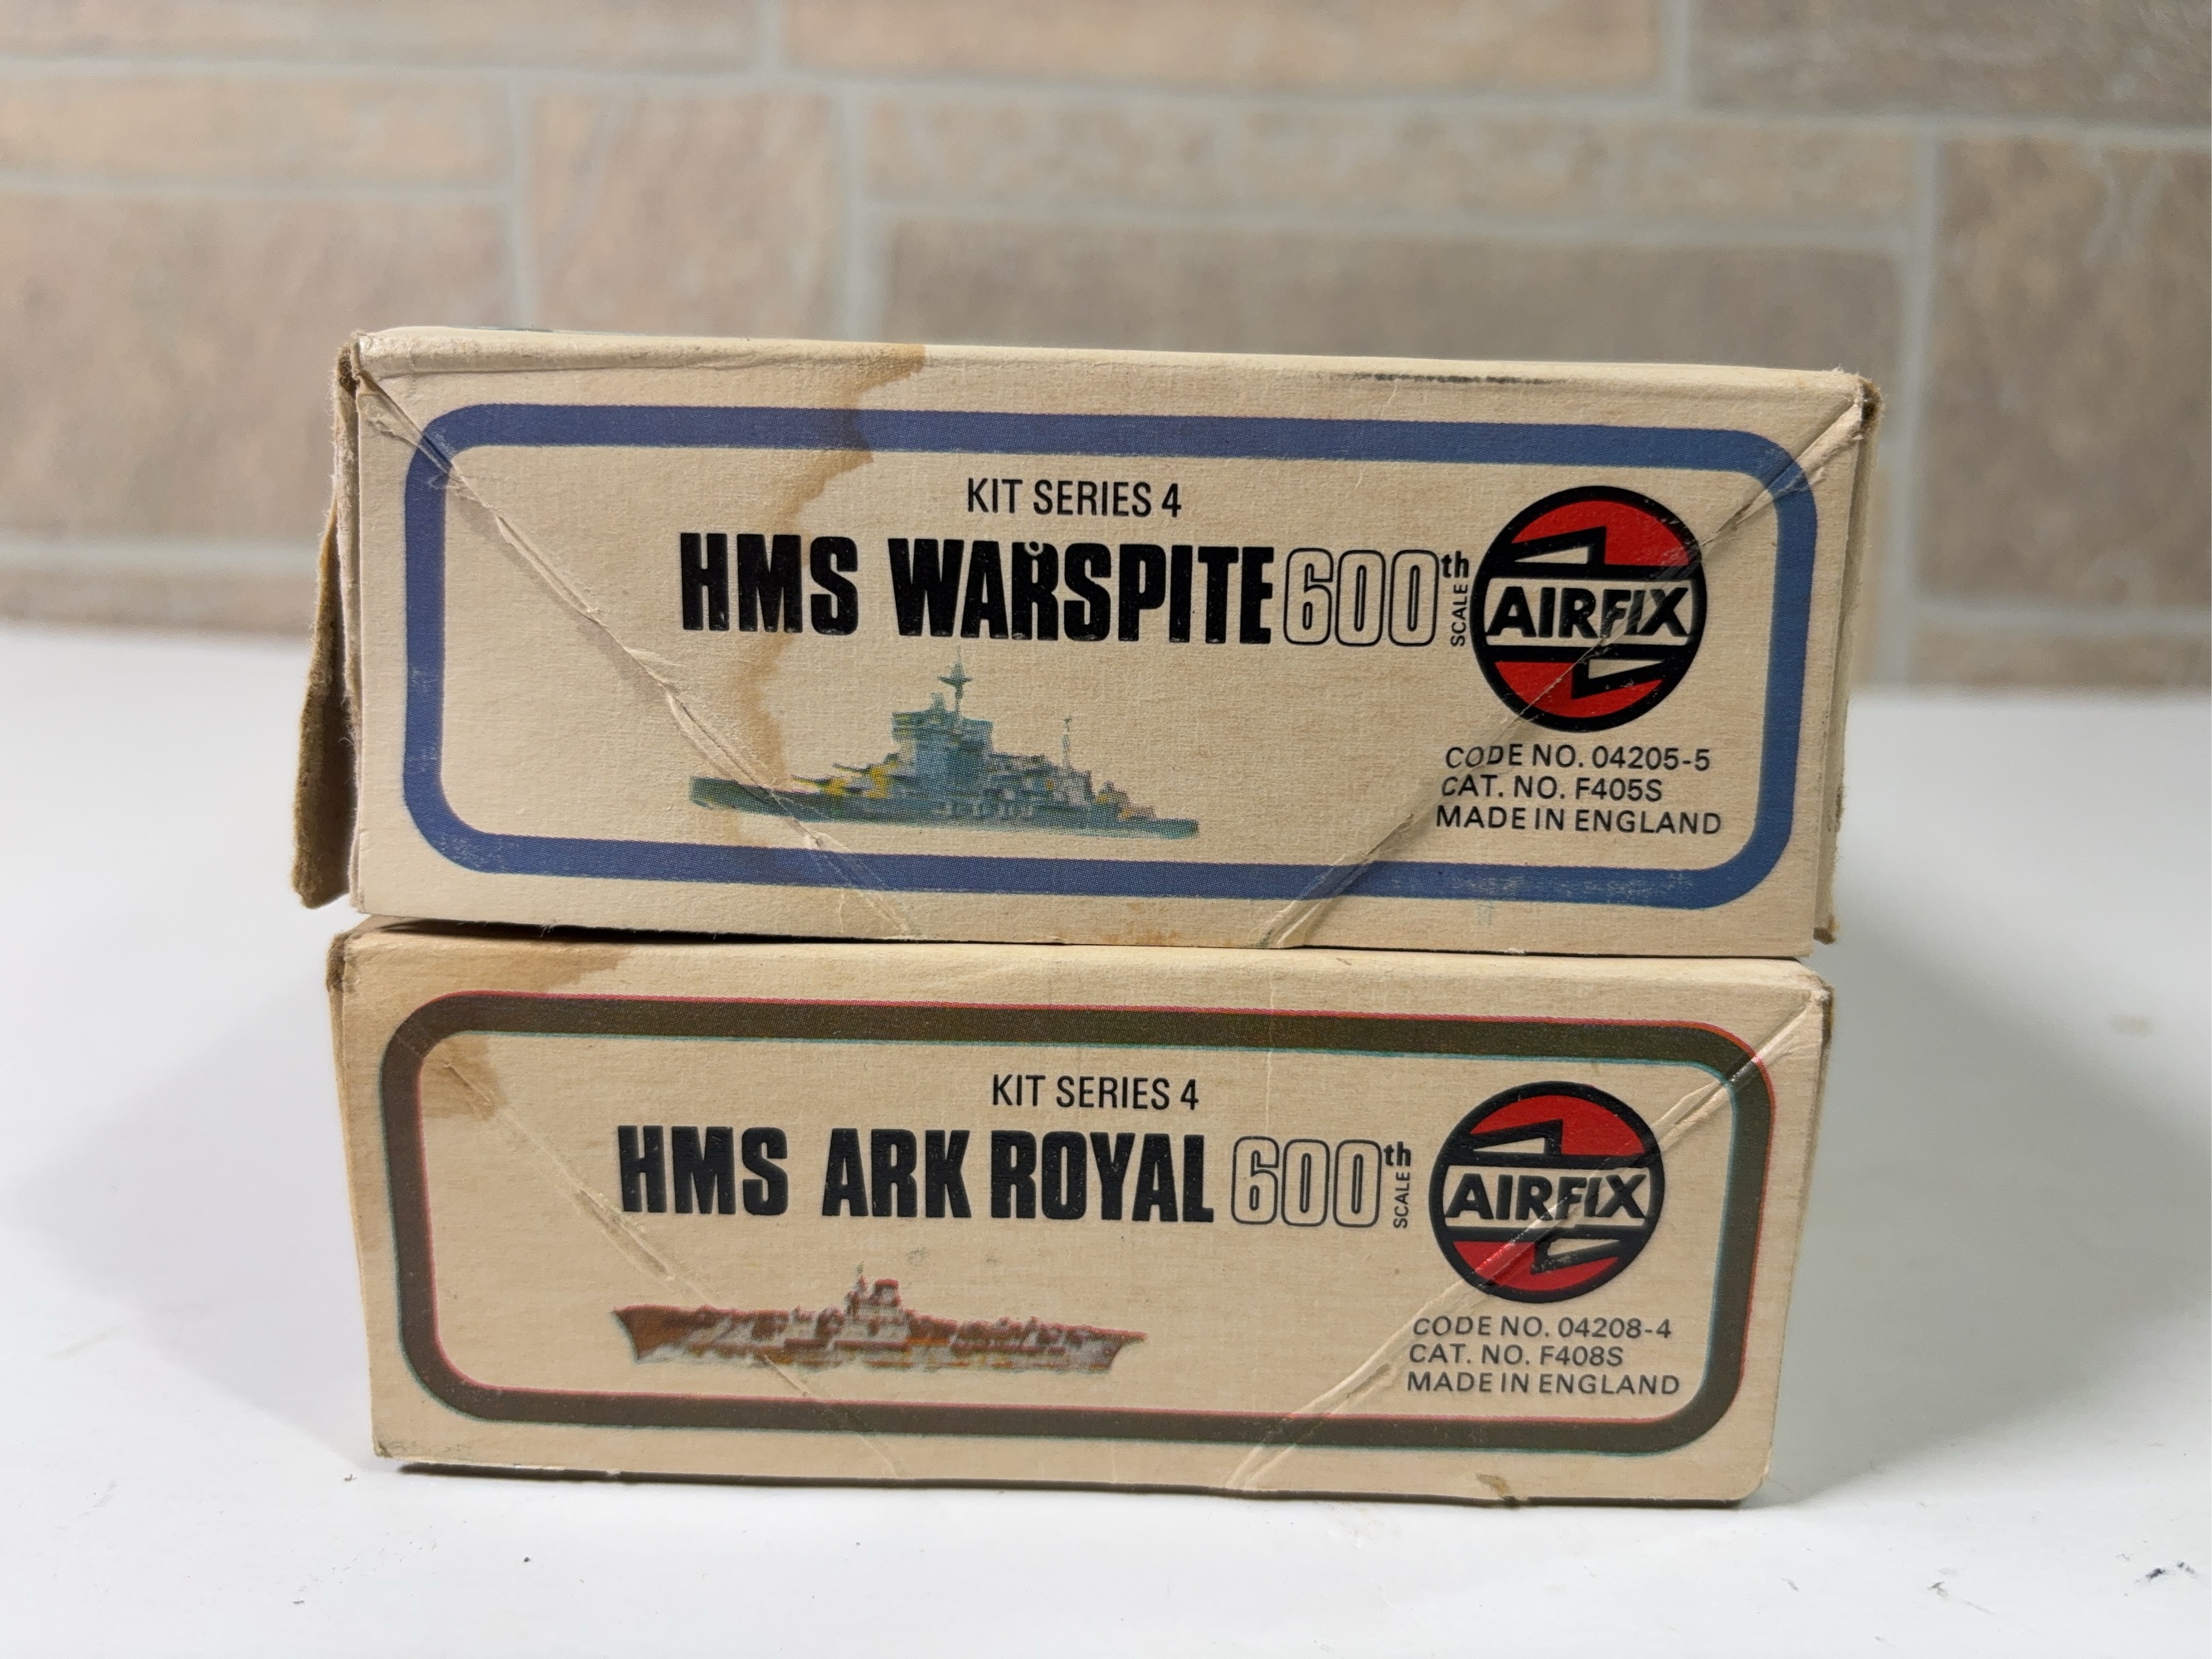 KIT SERIES 4
HMS WARSPITE 600th SCALE
AIRFIX
CODE NO. 04205-5
CAT. NO. F405S
MADE IN ENGLAND
KIT SERIES 4
HMS ARK ROYAL 600th SCALE
AIRFIX
CODE NO. 04208-4
CAT. NO. F408S
MADE IN ENGLAND